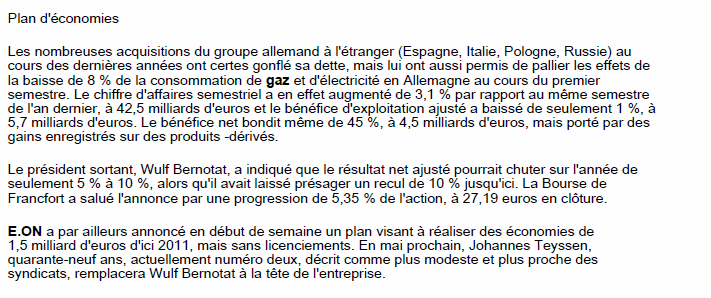 Plan d'économies
Les nombreuses acquisitions du groupe allemand à l'étranger (Espagne, Italie, Pologne, Russie) au
cours des dernières années ont certes gonflé sa dette, mais lui ont aussi permis de pallier les effets de
la baisse de 8 % de la consommation de gaz et d'électricité en Allemagne au cours du premier
semestre. Le chiffre d'affaires semestriel a en effet augmenté de 3,1 % par rapport au même semestre
de l'an dernier, à 42,5 milliards d'euros et le bénéfice d'exploitation ajusté a baissé de seulement 1 %, à
5,7 milliards d'euros. Le bénéfice net bondit même de 45 %, à 4,5 milliards d'euros, mais porté par des
gains enregistrés sur des produits -dérivés.
Le président sortant, Wulf Bernotat, a indiqué que le résultat net ajusté pourrait chuter sur l'année de
seulement 5 % à 10 %, alors qu'il avait laissé présager un recul de 10 % jusqu'ici. La Bourse de
Francfort a salué l'annonce par une progression de 5,35 % de l'action, à 27,19 euros en clôture.
E.ON a par ailleurs annoncé en début de semaine un plan visant à réaliser des économies de
1,5 milliard d'euros d'ici 2011, mais sans licenciements. En mai prochain, Johannes Teyssen,
quarante-neuf ans, actuellement numéro deux, décrit comme plus modeste et plus proche des
syndicats, remplacera Wulf Bernotat à la tête de l'entreprise.